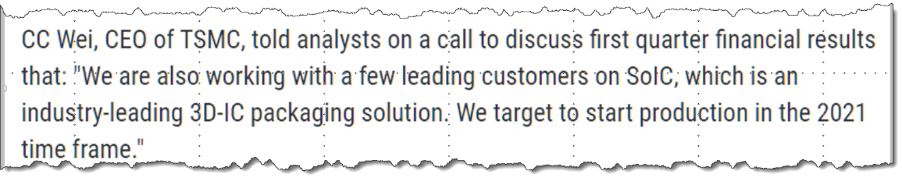 CC Wei, CEO of TSMC, told analysts on a call to discuss first quarter financial results
that: "We are also working with a few leading customers on SoIC, which is an
industry-leading 3D-IC packaging solution. We target to start production in the 2021
time frame."